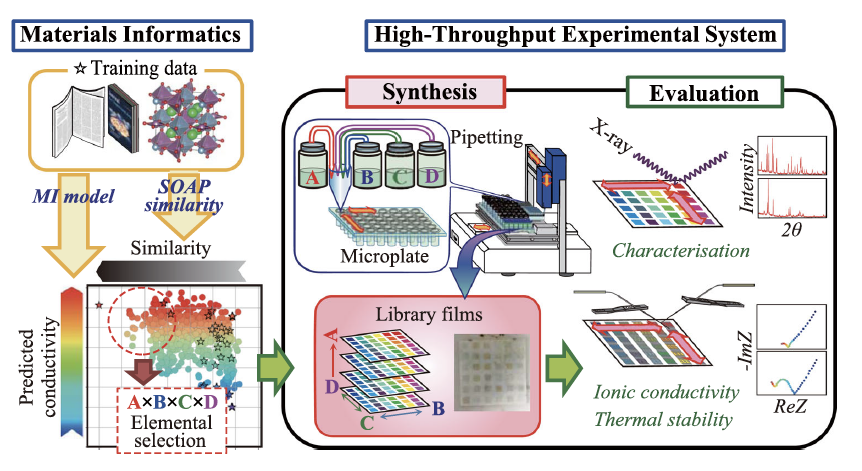 Materials Informatics
High-Throughput Experimental System
☆ Training data
MI model
SOAP
similarity
Similarity
Predicted
conductivity
A×B×C×D
Elemental
selection
Synthesis
Pipetting
A
B
C
D
Microplate
Library films
A
D
C
B
Evaluation
X-ray
Intensity
2θ
Characterisation
-ImZ
ReZ
Ionic conductivity
Thermal stability